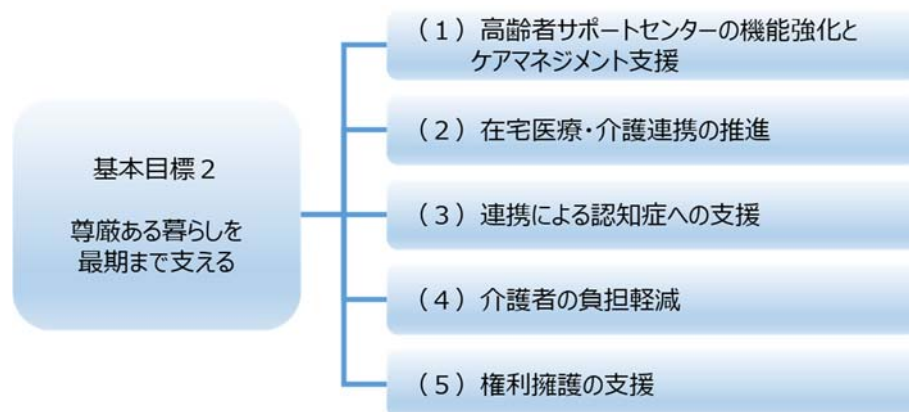 基本目標２
尊厳ある暮らしを
最期まで支える
（１）高齢者サポートセンターの機能強化と
ケアマネジメント支援
（２）在宅医療・介護連携の推進
（３）連携による認知症への支援
（４）介護者の負担軽減
（５）権利擁護の支援